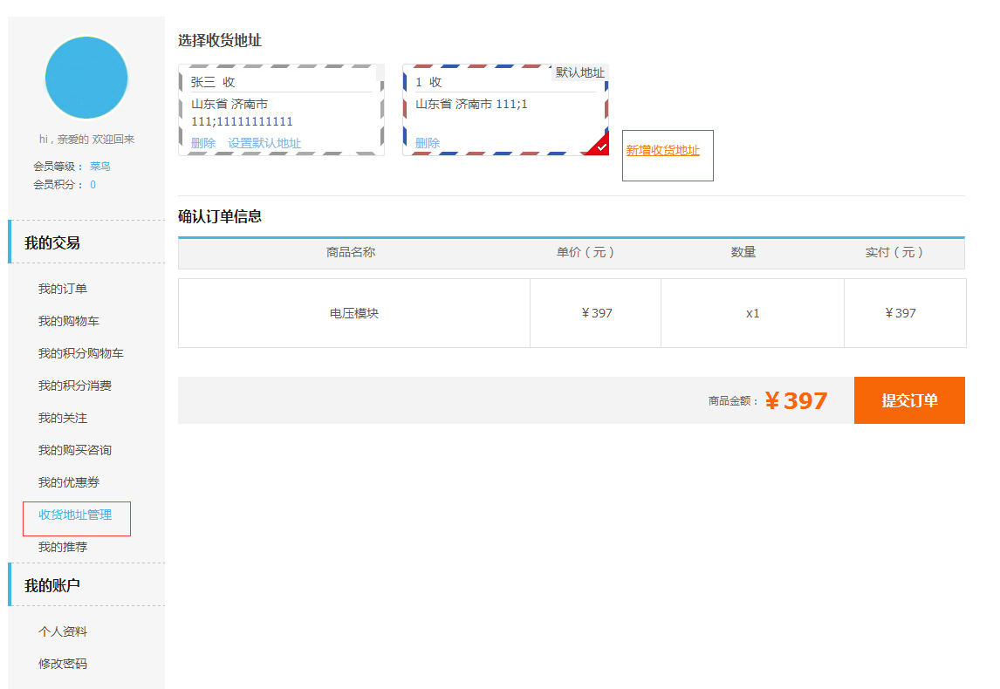 hi，亲爱的 欢迎回来
会员等级： 菜鸟
会员积分： 0
我的交易
我的订单
我的购物车
我的积分购物车
我的积分消费
我的关注
我的购买咨询
我的优惠券
收货地址管理
我的推荐
我的账户
个人资料
修改密码
选择收货地址
张三 收
山东省 济南市
111;11111111111
删除 设置默认地址
默认地址
1 收
山东省 济南市 111;1
删除
新增收货地址
确认订单信息
商品名称 单价（元） 数量 实付（元）
电压模块 ￥397 x1 ￥397
商品金额：￥397 提交订单